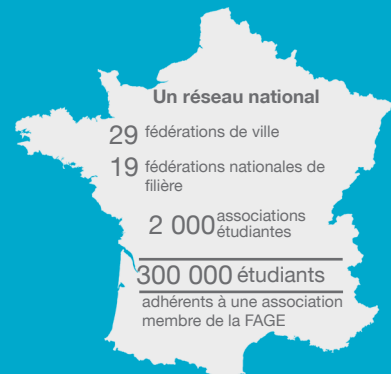 Un réseau national
29 fédérations de ville
19 fédérations nationales de
filière
2 000 associations
étudiantes
300 000 étudiants
adhérents à une association
membre de la FAGE